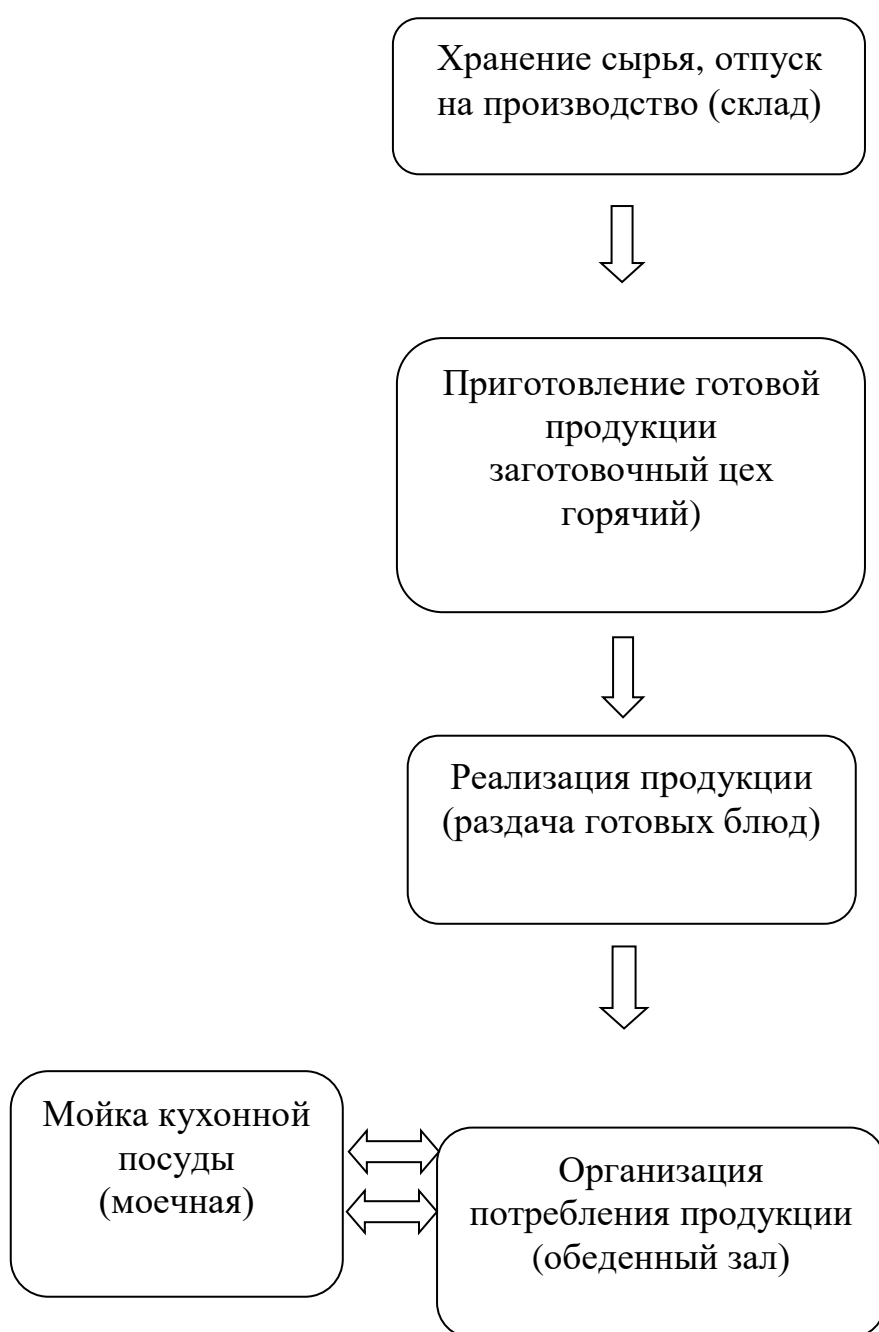 Хранение сырья, отпуск
на производство (склад)
Приготовление готовой
продукции
заготовочный цех
горячий)
Реализация продукции
(раздача готовых блюд)
Мойка кухонной
посуды
(моечная)
Организация
потребления продукции
(обеденный зал)